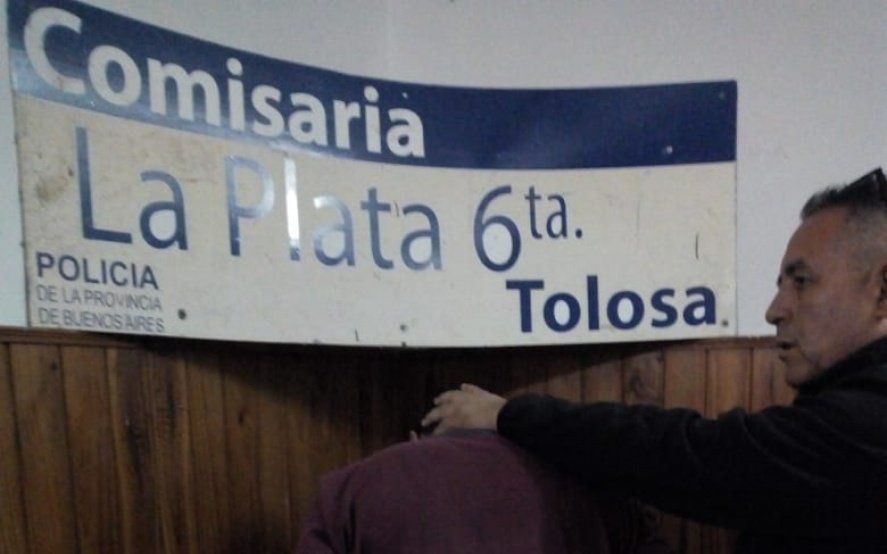 Comisaria
La Plata 6ta.
Tolosa
POLICIA
DE LA PROVINCIA
DE BUENOS AIRES